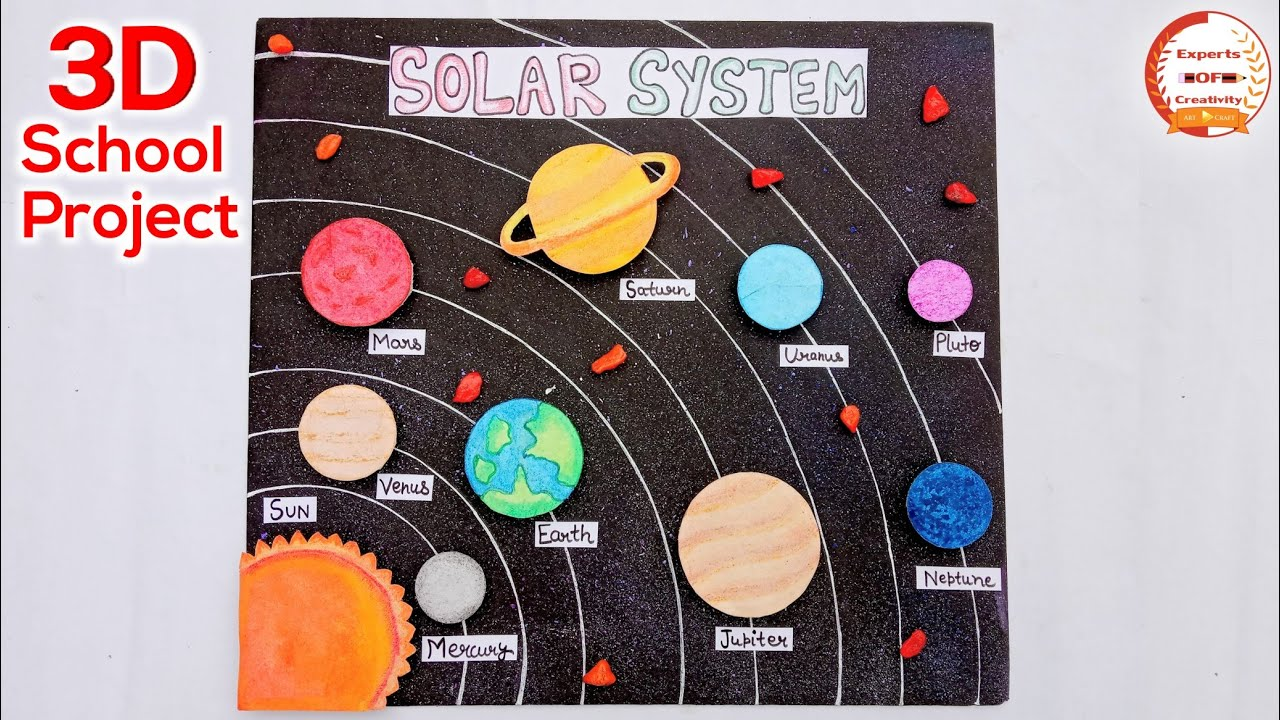 3D
School
Project
SOLAR SYSTEM
Experts
OF
Creativity
ART CRAFT
Saturn
Mars
Uranus
Pluto
Venus
SUN
Earth
Neptune
Jupiter
Mercury